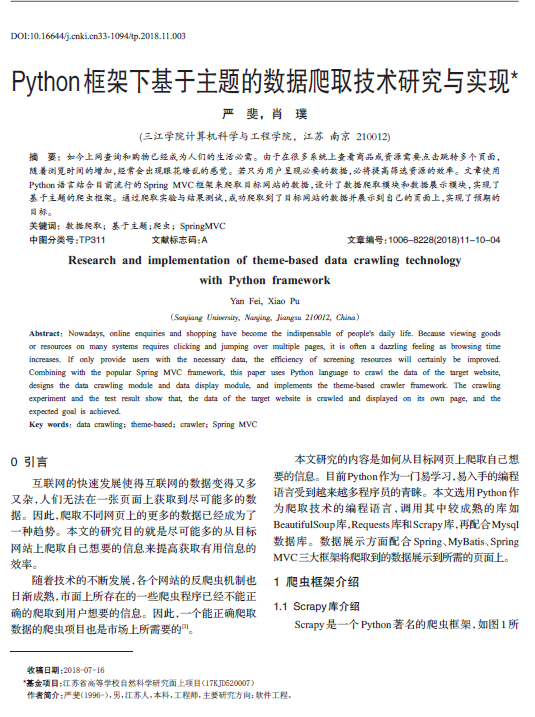 DOI:10.16644/j.cnki.cn33-1094/tp.2018.11.003
Python框架下基于主题的数据爬取技术研究与实现*
严 斐，肖 璞
(三江学院计算机科学与工程学院，江苏 南京 210012)
摘 要：如今上网查询和购物已经成为人们的生活必需。由于在很多系统上查看商品或资源需要点击跳转多个页面，
随着浏览时间的增加，经常会出现眼花缭乱的感觉。若只为用户呈现必要的数据，必将提高筛选资源的效率。文章使用
Python语言结合目前流行的Spring MVC框架来爬取目标网站的数据，设计了数据爬取模块和数据展示模块，实现了
基于主题的爬虫框架。通过爬取实验与结果测试，成功爬取到了目标网站的数据并展示到自己的页面上，实现了预期的
目标。
关键词：数据爬取；基于主题；爬虫；SpringMVC
中图分类号：TP311 文献标志码：A 文章编号：1006-8228(2018)11-10-04
Research and implementation of theme-based data crawling technology
with Python framework
Yan Fei, Xiao Pu
(Sanjiang University, Nanjing, Jiangsu 210012, China)
Abstract: Nowadays, online enquiries and shopping have become the indispensable of people's daily life. Because viewing goods
or resources on many systems requires clicking and jumping over multiple pages, it is often a dazzling feeling as browsing time
increases. If only provide users with the necessary data, the efficiency of screening resources will certainly be improved.
Combining with the popular Spring MVC framework, this paper uses Python language to crawl the data of the target website,
designs the data crawling module and data display module, and implements the theme-based crawler framework. The crawling
experiment and the test result show that, the data of the target website is crawled and displayed on its own page, and the
expected goal is achieved.
Key words: data crawling; theme-based; crawler; Spring MVC
0 引言
互联网的快速发展使得互联网的数据变得又多
又杂，人们无法在一张页面上获取到尽可能多的数
据。因此，爬取不同网页上的更多的数据已经成为了
一种趋势。本文的研究目的就是尽可能多的从目标
网站上爬取自己想要的信息来提高获取有用信息的
效率。
随着技术的不断发展，各个网站的反爬虫机制也
日渐成熟，市面上所存在的一些爬虫程序已经不能正
确的爬取到用户想要的信息。因此，一个能正确爬取
数据的爬虫项目也是市场上所需要的[3]。
本文研究的内容是如何从目标网页上爬取自己想
要的信息。目前Python作为一门易学习，易入手的编程
语言受到越来越多程序员的青睐。本文选用Python作
为爬取技术的编程语言，调用其中较成熟的库如
BeautifulSoup库，Requests库和Scrapy库，再配合Mysql
数据库。数据展示方面配合Spring、MyBatis、Spring
MVC三大框架将爬取到的数据展示到所需的页面上。
1 爬虫框架介绍
1.1 Scrapy库介绍
Scrapy是一个Python著名的爬虫框架，如图1所
收稿日期：2018-07-16
*基金项目：江苏省高等学校自然科学研究面上项目(17KJD520007)
作者简介：严斐(1996-)，男，江苏人，本科，工程师，主要研究方向：软件工程。